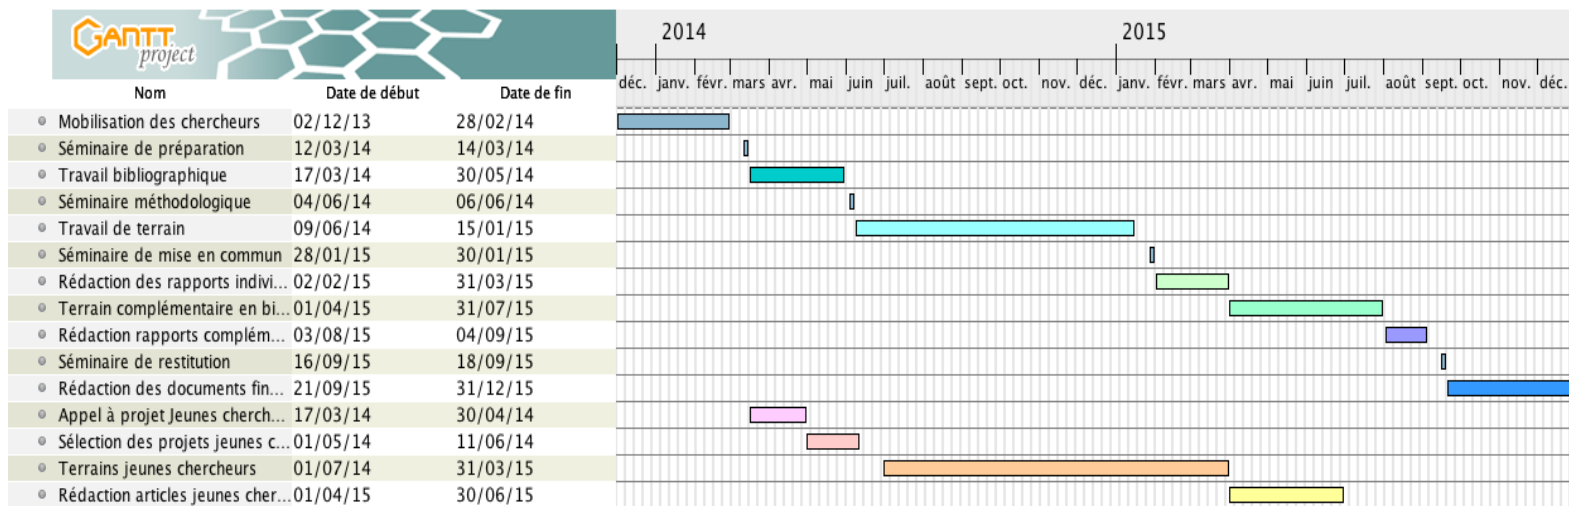 GANTT
project
2014
2015
déc. janv. févr. mars avr. mai juin juil. août sept. oct. nov. déc. janv. févr. mars avr. mai juin juil. août sept. oct. nov. déc.
Nom Date de début Date de fin
Mobilisation des chercheurs 02/12/13 28/02/14
Séminaire de préparation 12/03/14 14/03/14
Travail bibliographique 17/03/14 30/05/14
Séminaire méthodologique 04/06/14 06/06/14
Travail de terrain 09/06/14 15/01/15
Séminaire de mise en commun 28/01/15 30/01/15
Rédaction des rapports indivi... 02/02/15 31/03/15
Terrain complémentaire en bi... 01/04/15 31/07/15
Rédaction rapports complém... 03/08/15 04/09/15
Séminaire de restitution 16/09/15 18/09/15
Rédaction des documents fin... 21/09/15 31/12/15
Appel à projet Jeunes cherch... 17/03/14 30/04/14
Sélection des projets jeunes c... 01/05/14 11/06/14
Terrains jeunes chercheurs 01/07/14 31/03/15
Rédaction articles jeunes cher... 01/04/15 30/06/15